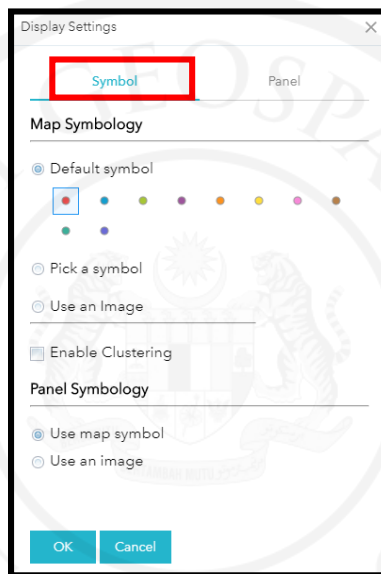 Display Settings
Symbol
Panel
Map Symbology
Default symbol
Pick a symbol
Use an Image
Enable Clustering
Panel Symbology
Use map symbol
Use an image
OK
Cancel